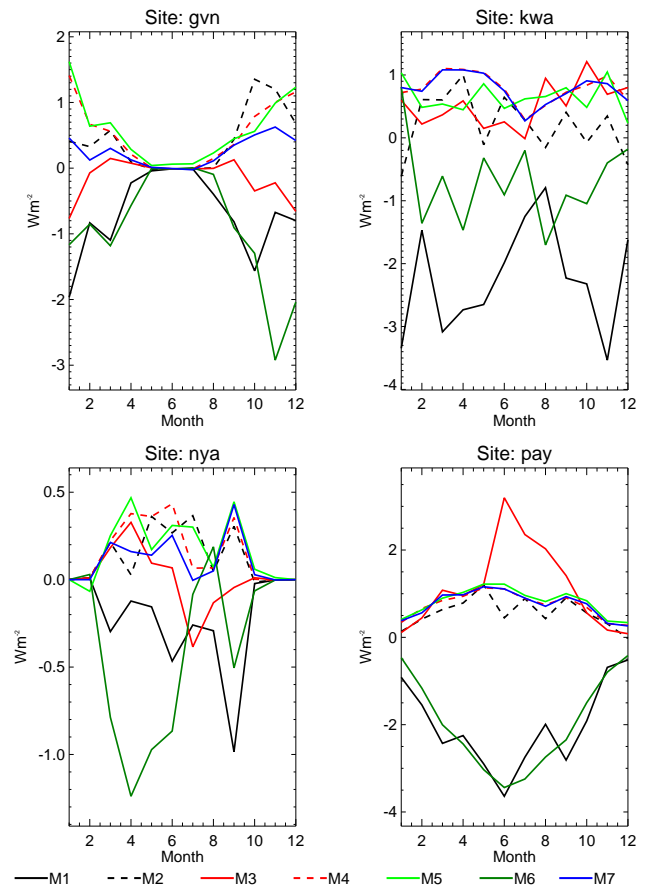 Site: gvn
2
1
0
-1
-2
-3
Wm⁻²
2 4 6 8 10 12
Month
Site: kwa
1
0
-1
-2
-3
-4
Wm⁻²
2 4 6 8 10 12
Month
Site: nya
0.5
0.0
-0.5
-1.0
Wm⁻²
2 4 6 8 10 12
Month
Site: pay
2
0
-2
-4
Wm⁻²
2 4 6 8 10 12
Month
M1 M2 M3 M4 M5 M6 M7